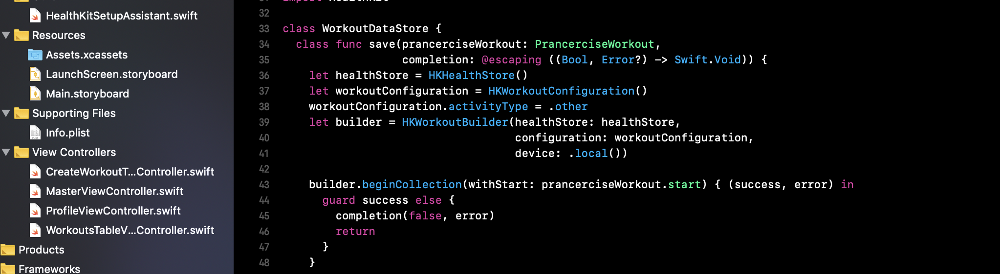 HealthKitSetupAssistant.swift
Resources
Assets.xcassets
LaunchScreen.storyboard
Main.storyboard
Supporting Files
Info.plist
View Controllers
CreateWorkoutT...Controller.swift
MasterViewController.swift
ProfileViewController.swift
WorkoutsTableV...Controller.swift
Products
Frameworks
import HealthKit
32
33 class WorkoutDataStore {
34 class func save(prancerciseWorkout: PrancerciseWorkout,
35 completion: @escaping ((Bool, Error?) -> Swift.Void)) {
36 let healthStore = HKHealthStore()
37 let workoutConfiguration = HKWorkoutConfiguration()
38 workoutConfiguration.activityType = .other
39 let builder = HKWorkoutBuilder(healthStore: healthStore,
40 configuration: workoutConfiguration,
41 device: .local())
42
43 builder.beginCollection(withStart: prancerciseWorkout.start) { (success, error) in
44 guard success else {
45 completion(false, error)
46 return
47 }
48 }